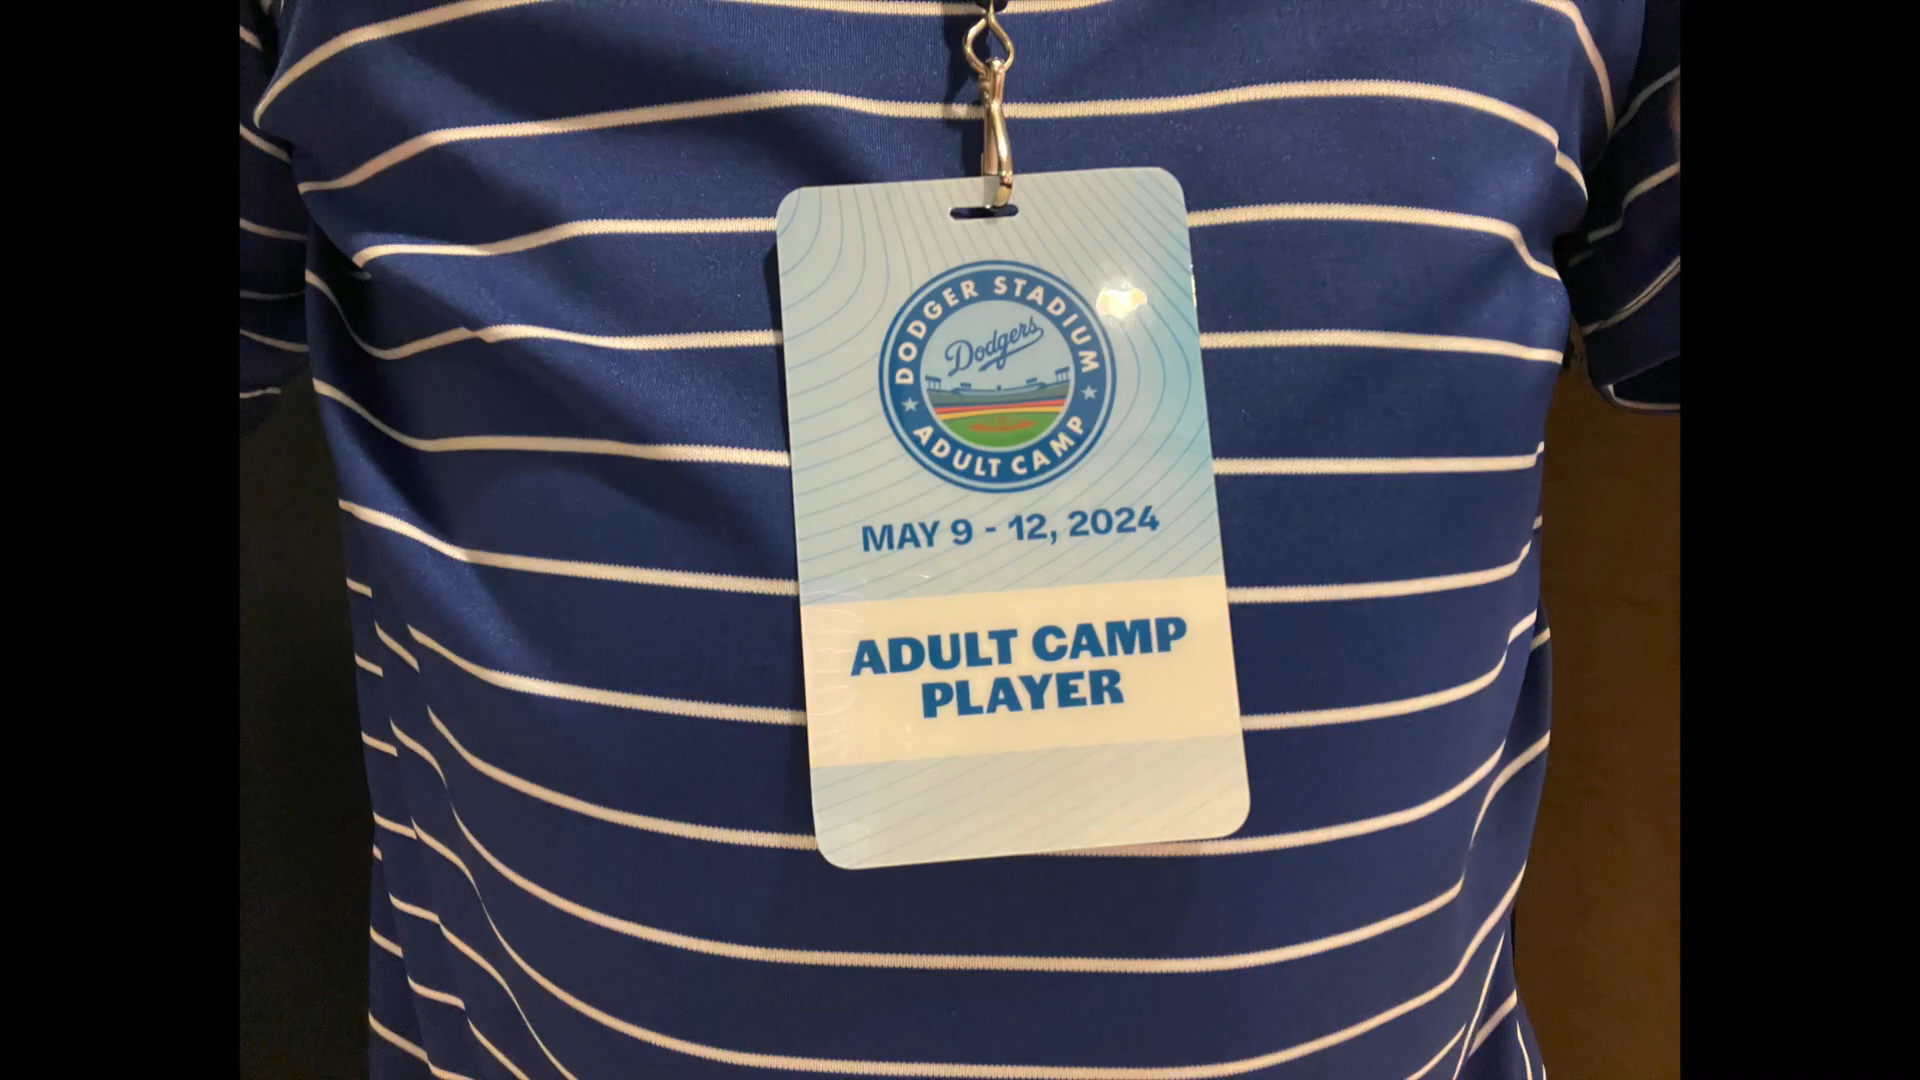 DODGER STADIUM
Dodgers
ADULT CAMP
MAY 9 - 12, 2024
ADULT CAMP
PLAYER